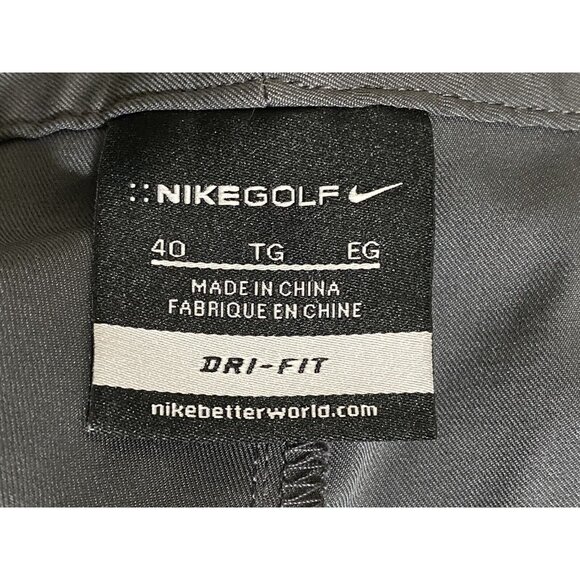 NIKEGOLF
40 TG EG
MADE IN CHINA
FABRIQUE EN CHINE
DRI-FIT
nikebetterworld.com